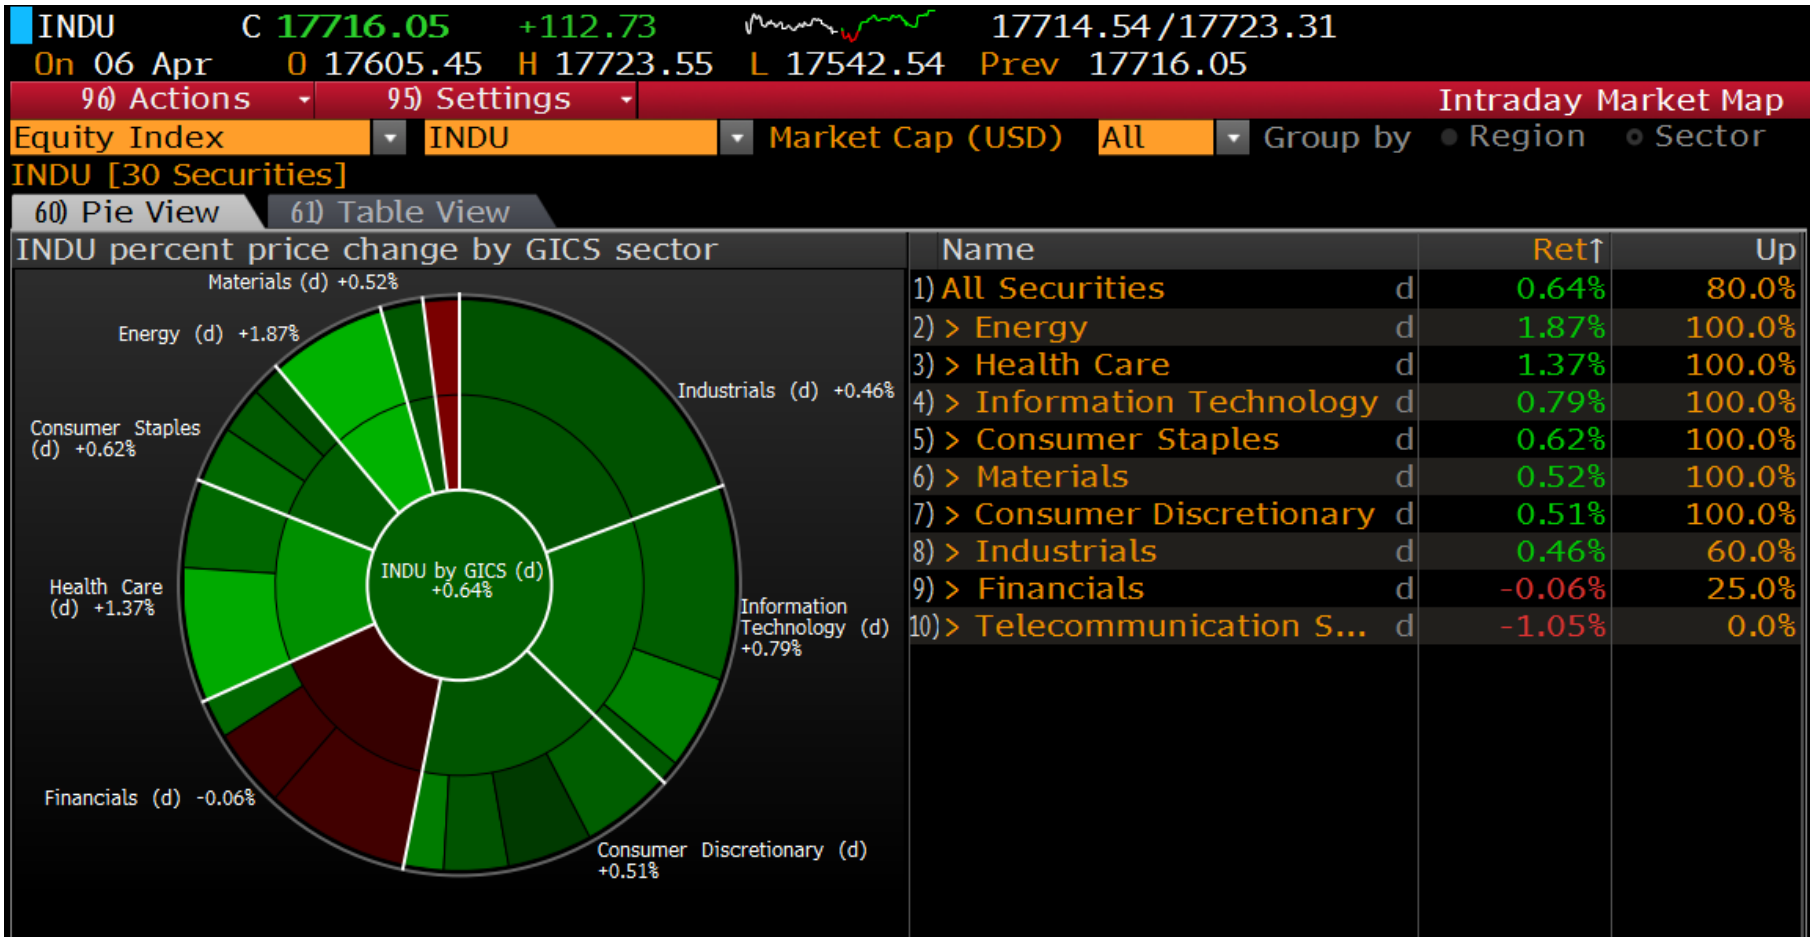 INDU C 17716.05 +112.73 17714.54/17723.31
On 06 Apr O 17605.45 H 17723.55 L 17542.54 Prev 17716.05
96) Actions 95) Settings Intraday Market Map
Equity Index INDU Market Cap (USD) All Group by Region Sector
INDU [30 Securities]
60) Pie View 61) Table View
INDU percent price change by GICS sector
Materials (d) +0.52%
Energy (d) +1.87%
Industrials (d) +0.46%
Consumer Staples
(d) +0.62%
INDU by GICS (d)
+0.64%
Health Care
(d) +1.37%
Information
Technology (d)
+0.79%
Financials (d) -0.06%
Consumer Discretionary (d)
+0.51%
Name Ret↑ Up
1) All Securities d 0.64% 80.0%
2) > Energy d 1.87% 100.0%
3) > Health Care d 1.37% 100.0%
4) > Information Technology d 0.79% 100.0%
5) > Consumer Staples d 0.62% 100.0%
6) > Materials d 0.52% 100.0%
7) > Consumer Discretionary d 0.51% 100.0%
8) > Industrials d 0.46% 60.0%
9) > Financials d -0.06% 25.0%
10) > Telecommunication S... d -1.05% 0.0%